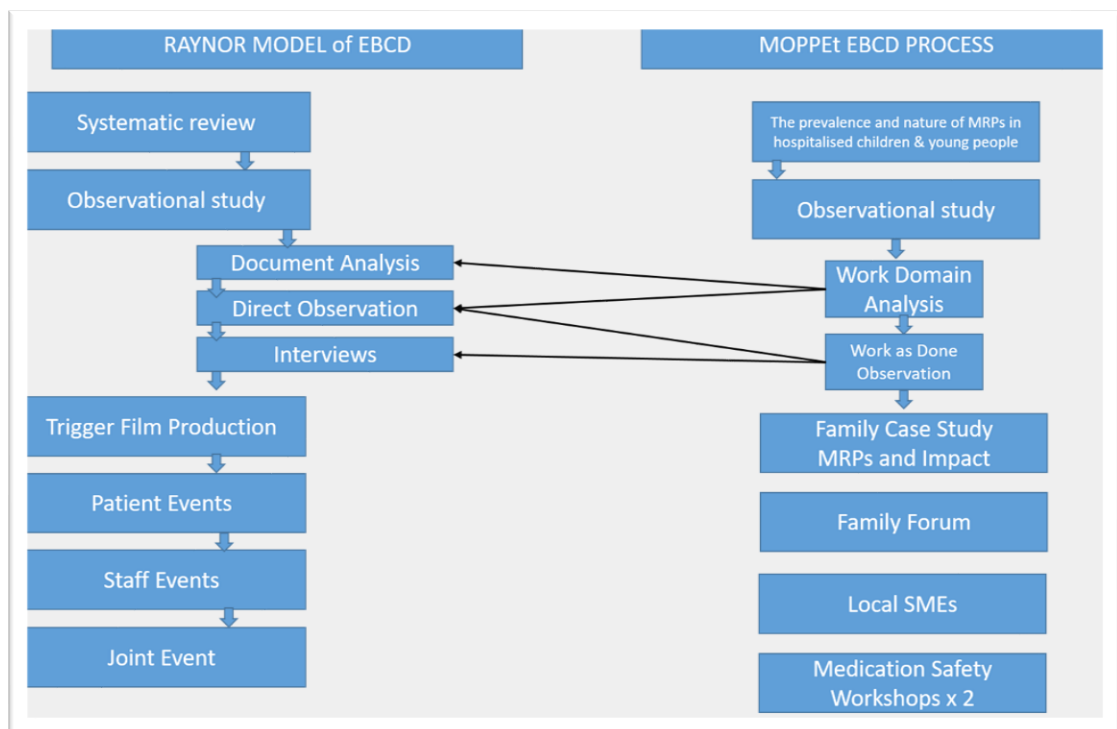 RAYNOR MODEL of EBCD
Systematic review
Observational study
Document Analysis
Direct Observation
Interviews
Trigger Film Production
Patient Events
Staff Events
Joint Event
MOPPEt EBCD PROCESS
The prevalence and nature of MRPs in
hospitalised children & young people
Observational study
Work Domain
Analysis
Work as Done
Observation
Family Case Study
MRPs and Impact
Family Forum
Local SMEs
Medication Safety
Workshops x 2